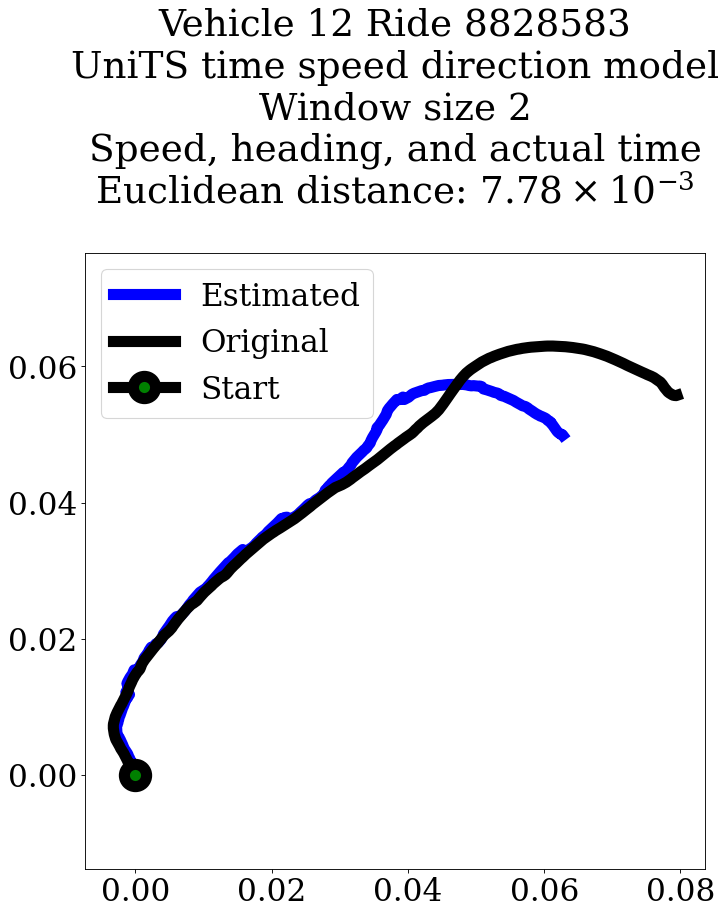 Vehicle 12 Ride 8828583
UniTS time speed direction model
Window size 2
Speed, heading, and actual time
Euclidean distance: 7.78 × 10⁻³
Estimated
Original
Start
0.06
0.04
0.02
0.00
0.00 0.02 0.04 0.06 0.08